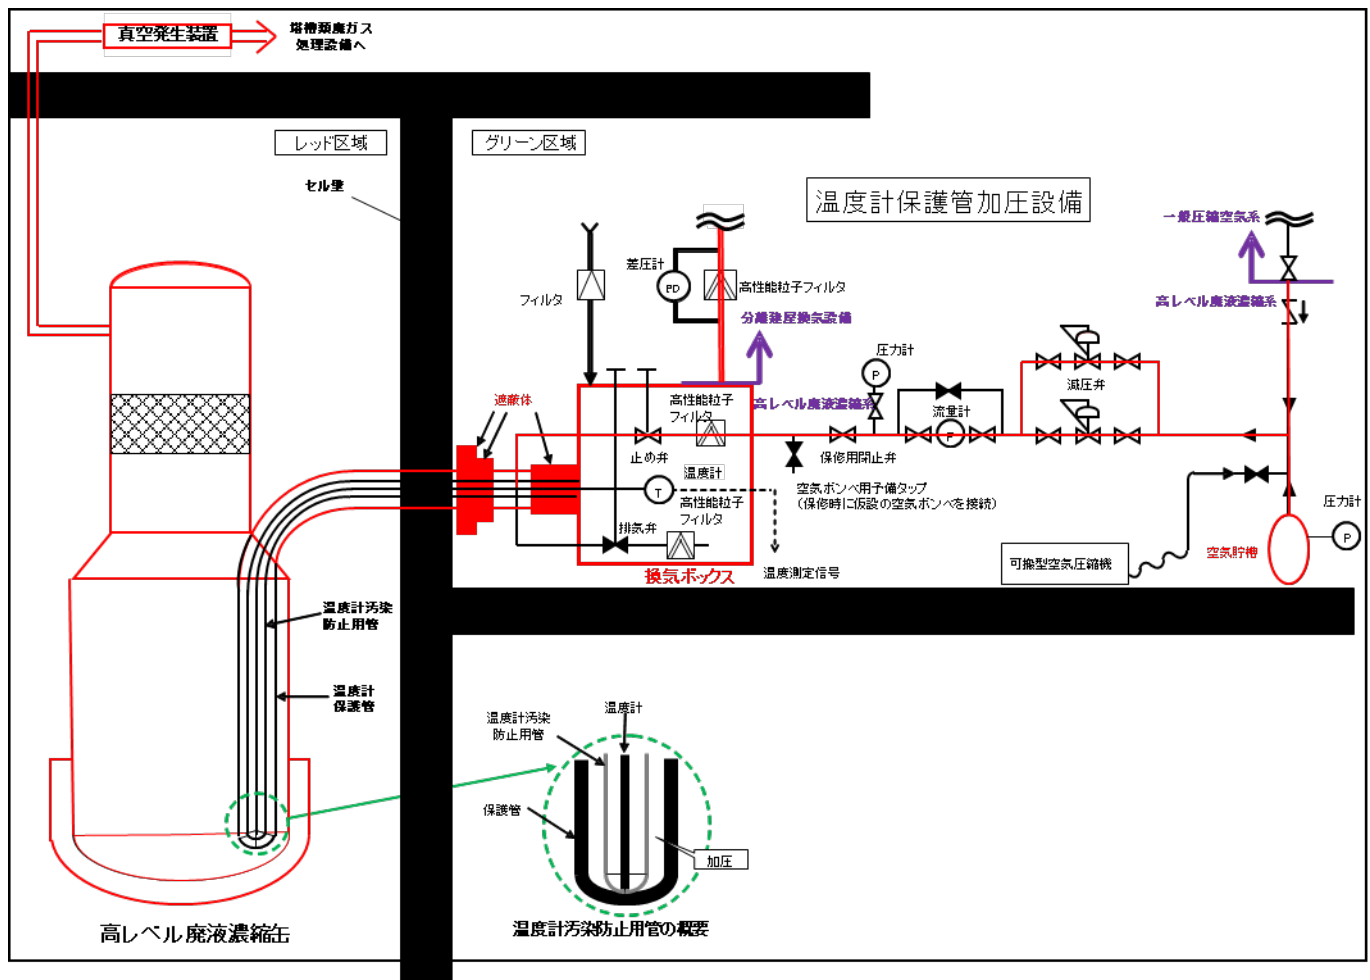 真空発生装置
塔槽類廃ガス
処理設備へ
レッド区域
グリーン区域
セル壁
温度計保護管加圧設備
一般圧縮空気系
高レベル廃液濃縮系
差圧計
PD
フィルタ
高性能粒子フィルタ
分離建屋換気設備
圧力計
P
減圧弁
遮蔽体
高性能粒子
フィルタ
高レベル廃液濃縮系
流量計
F
止め弁
保修用閉止弁
温度計
T
空気ボンベ用予備タップ
(保修時に仮設の空気ボンベを接続)
高性能粒子
フィルタ
排気弁
圧力計
P
空気貯槽
可搬型空気圧縮機
換気ボックス
温度測定信号
温度計汚染
防止用管
温度計
保護管
温度計
温度計汚染
防止用管
保護管
加圧
高レベル廃液濃縮缶
温度計汚染防止用管の概要